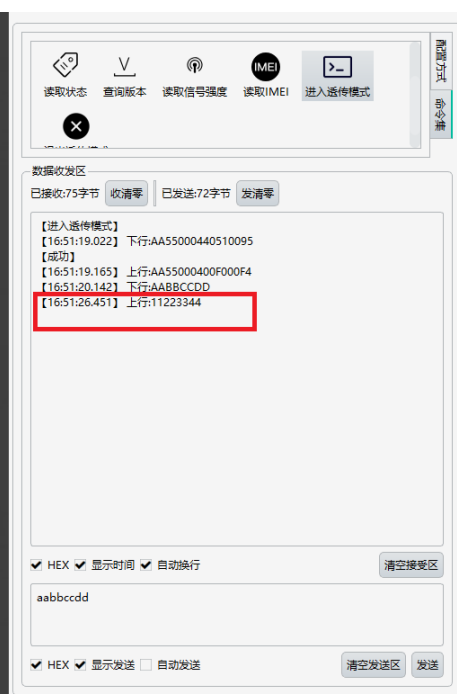 配置方式
命令集
IMEI
读取状态 查询版本 读取信号强度 读取IMEI 进入透传模式
数据收发区
已接收:75字节 收清零 已发送:72字节 发清零
【进入透传模式】
【16:51:19.022】 下行:AA55000440510095
【成功】
【16:51:19.165】 上行:AA55000400F000F4
【16:51:20.142】 下行:AABBCCDD
【16:51:26.451】 上行:11223344
HEX 显示时间 自动换行 清空接受区
aabbccdd
HEX 显示发送 自动发送 清空发送区 发送